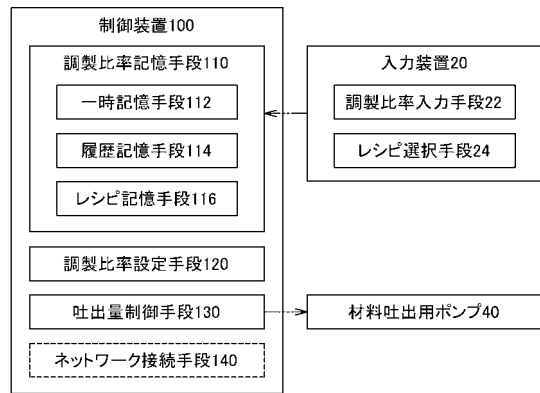 制御装置100
調製比率記憶手段110
一時記憶手段112
履歴記憶手段114
レシピ記憶手段116
調製比率設定手段120
吐出量制御手段130
ネットワーク接続手段140
入力装置20
調製比率入力手段22
レシピ選択手段24
材料吐出用ポンプ40